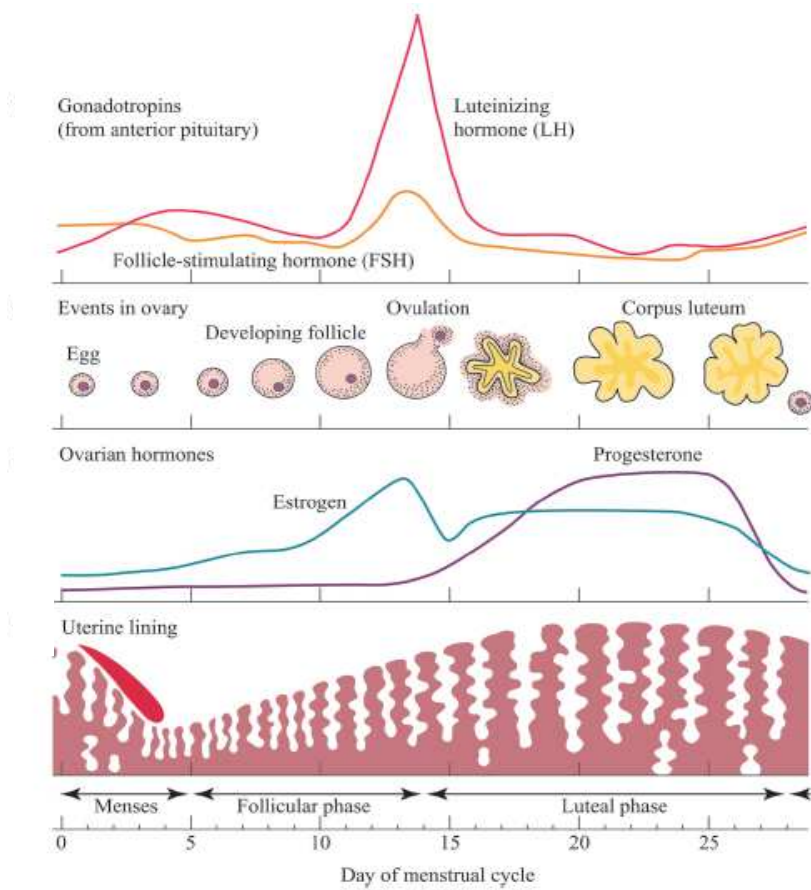 Gonadotropins
(from anterior pituitary)
Luteinizing
hormone (LH)
Follicle-stimulating hormone (FSH)
Events in ovary
Ovulation
Corpus luteum
Developing follicle
Egg
Ovarian hormones
Progesterone
Estrogen
Uterine lining
Menses
Follicular phase
Luteal phase
0 5 10 15 20 25
Day of menstrual cycle